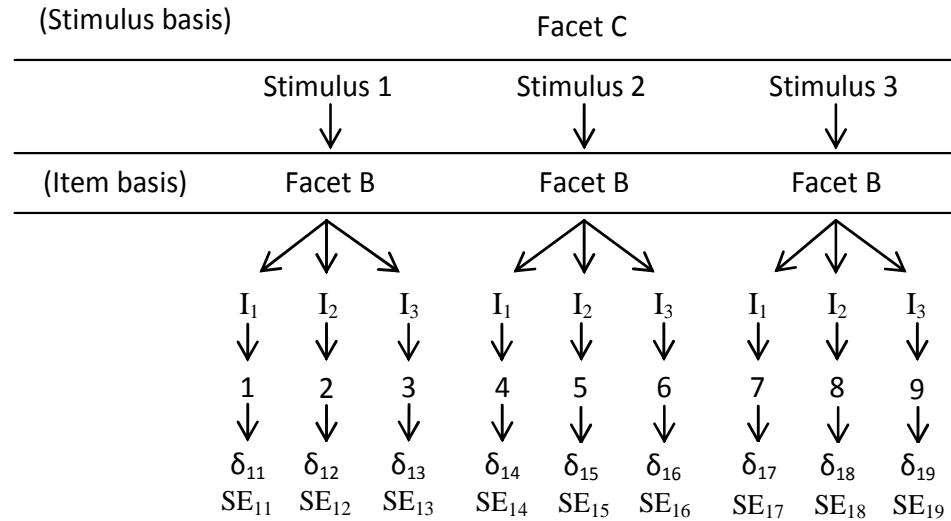 (Stimulus basis) Facet C
Stimulus 1 Stimulus 2 Stimulus 3
(Item basis) Facet B Facet B Facet B
I₁ I₂ I₃ I₁ I₂ I₃ I₁ I₂ I₃
1 2 3 4 5 6 7 8 9
δ₁₁ δ₁₂ δ₁₃ δ₁₄ δ₁₅ δ₁₆ δ₁₇ δ₁₈ δ₁₉
SE₁₁ SE₁₂ SE₁₃ SE₁₄ SE₁₅ SE₁₆ SE₁₇ SE₁₈ SE₁₉